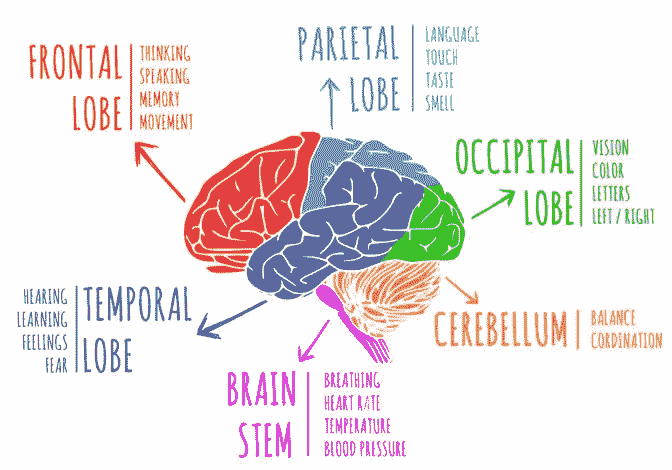 FRONTAL
LOBE
THINKING
SPEAKING
MEMORY
MOVEMENT
PARIETAL
LOBE
LANGUAGE
TOUCH
TASTE
SMELL
OCCIPITAL
LOBE
VISION
COLOR
LETTERS
LEFT / RIGHT
HEARING
LEARNING
FEELINGS
FEAR
TEMPORAL
LOBE
CEREBELLUM
BALANCE
CORDINATION
BRAIN
STEM
BREATHING
HEART RATE
TEMPERATURE
BLOOD PRESSURE